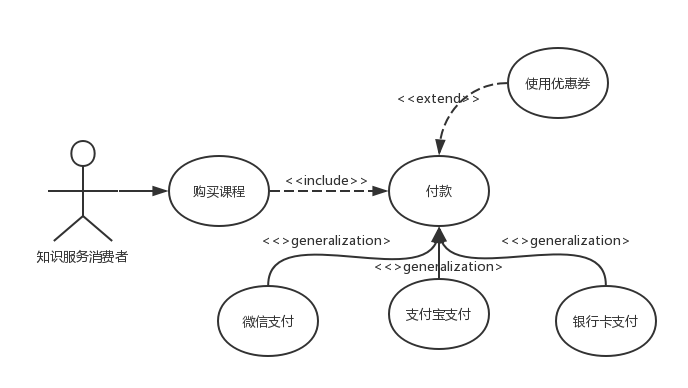 使用优惠券
<<extend>>
<<include>>
购买课程
付款
知识服务消费者
<<>generalization>
<<>generalization>
<<>generalization>
微信支付
支付宝支付
银行卡支付